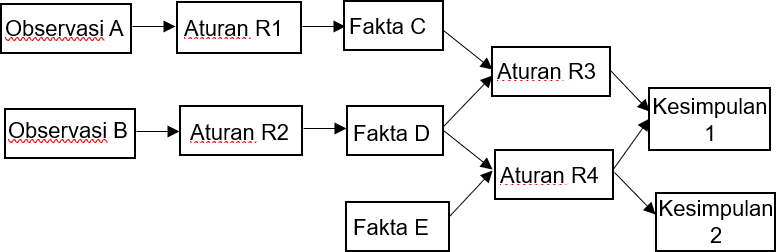 Observasi A
Aturan R1
Fakta C
Aturan R3
Kesimpulan
1
Observasi B
Aturan R2
Fakta D
Aturan R4
Fakta E
Kesimpulan
2